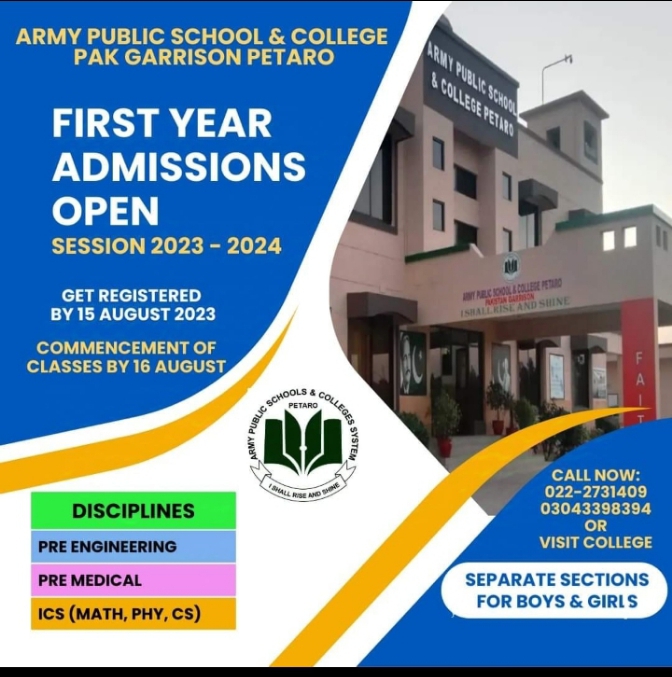 ARMY PUBLIC SCHOOL & COLLEGE
PAK GARRISON PETARO
FIRST YEAR
ADMISSIONS
OPEN
SESSION 2023 - 2024
GET REGISTERED
BY 15 AUGUST 2023
COMMENCEMENT OF
CLASSES BY 16 AUGUST
ARMY PUBLIC SCHOOL
& COLLEGE PETARO
ARMY PUBLIC SCHOOL & COLLEGE PETARO
PAKISTAN GARRISON
I SHALL RISE AND SHINE
FAIT
ARMY PUBLIC SCHOOLS & COLLEGES SYSTEM
PETARO
I SHALL RISE AND SHINE
DISCIPLINES
PRE ENGINEERING
PRE MEDICAL
ICS (MATH, PHY, CS)
CALL NOW:
022-2731409
03043398394
OR
VISIT COLLEGE
SEPARATE SECTIONS
FOR BOYS & GIRLS